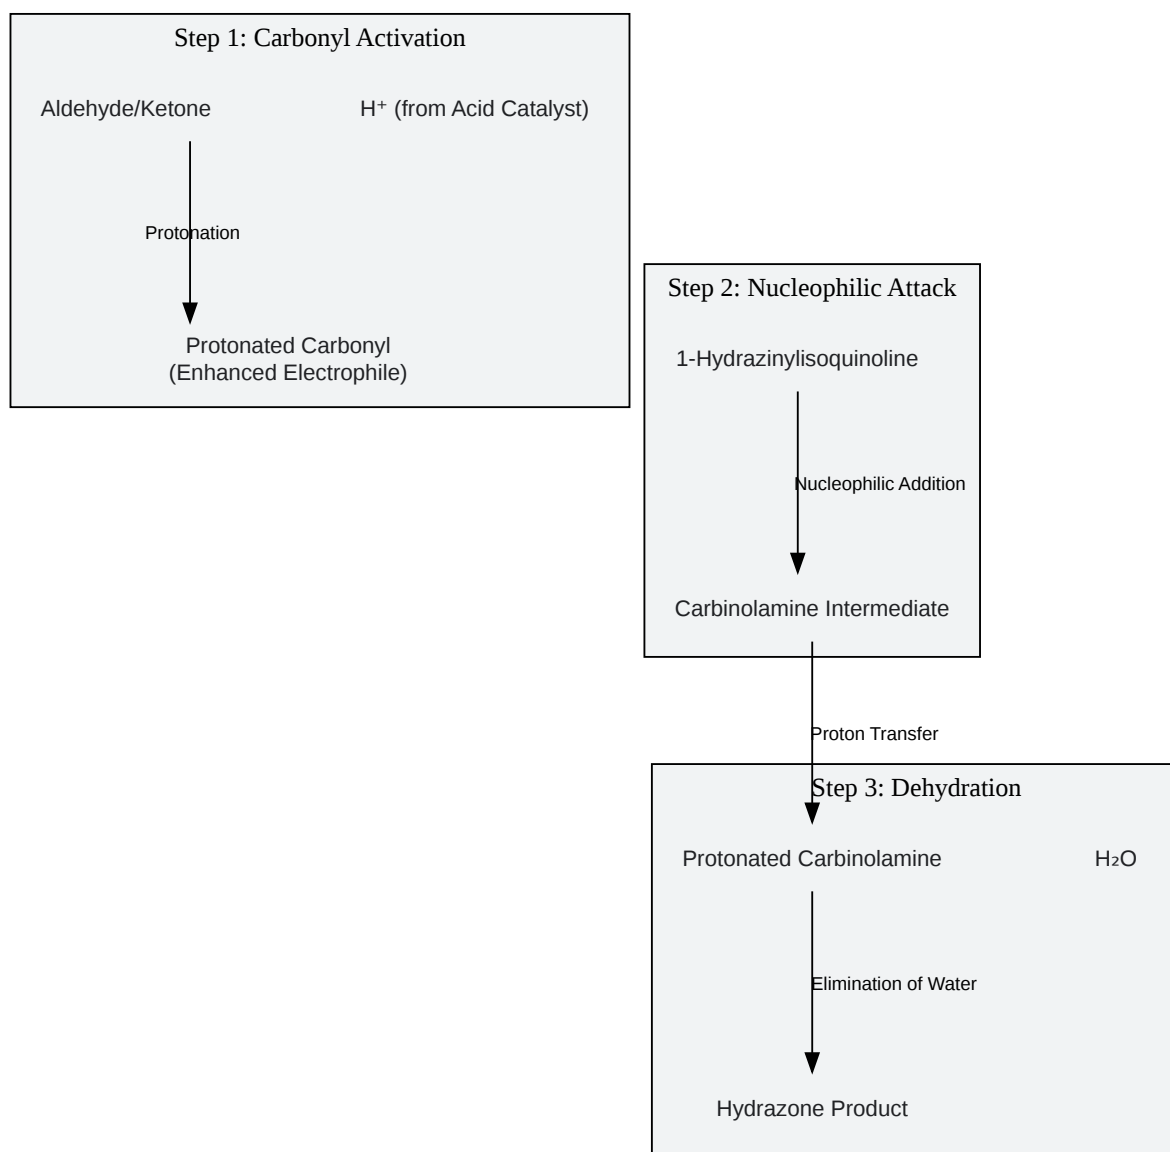 Step 1: Carbonyl Activation
Aldehyde/Ketone
H⁺ (from Acid Catalyst)
Protonation
Protonated Carbonyl
(Enhanced Electrophile)
Step 2: Nucleophilic Attack
1-Hydrazinylisoquinoline
Nucleophilic Addition
Carbinolamine Intermediate
Proton Transfer
Step 3: Dehydration
Protonated Carbinolamine
H₂O
Elimination of Water
Hydrazone Product